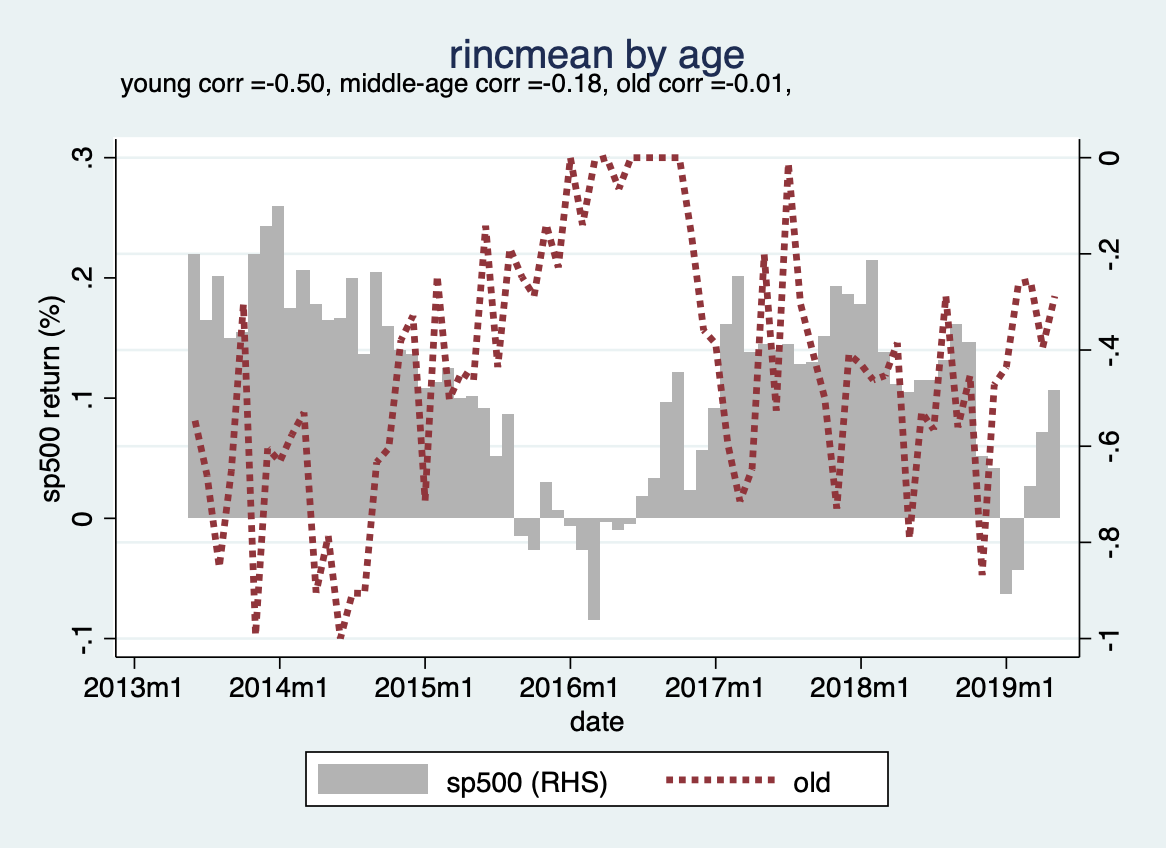 rincmean by age
young corr =-0.50, middle-age corr =-0.18, old corr =-0.01,
sp500 return (%)
.3
.2
.1
0
-.1
0
-.2
-.4
-.6
-.8
-1
2013m1 2014m1 2015m1 2016m1 2017m1 2018m1 2019m1
date
sp500 (RHS) old